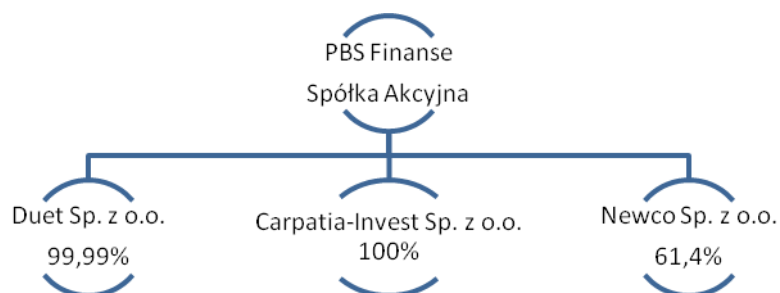 PBS Finanse
Spółka Akcyjna
Duet Sp. z o.o.
99,99%
Carpatia-Invest Sp. z o.o.
100%
Newco Sp. z o.o.
61,4%